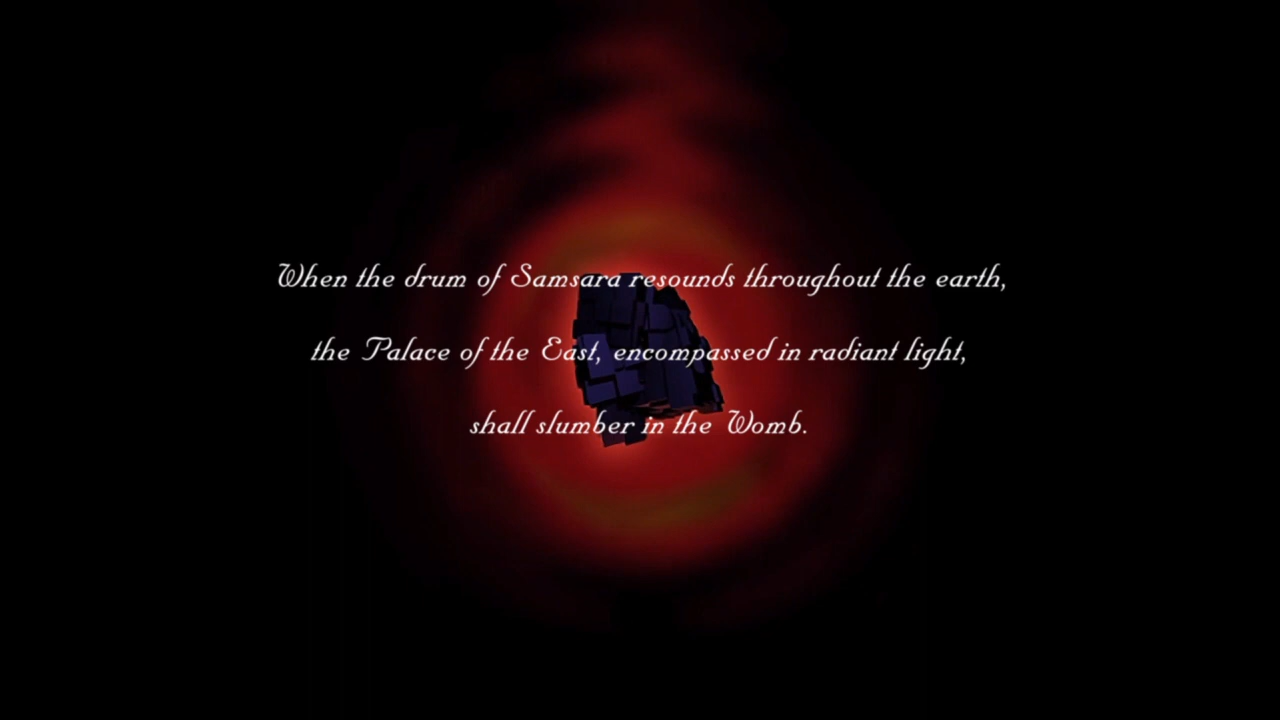 When the drum of Samsara resounds throughout the earth,
the Palace of the East, encompassed in radiant light,
shall slumber in the Womb.